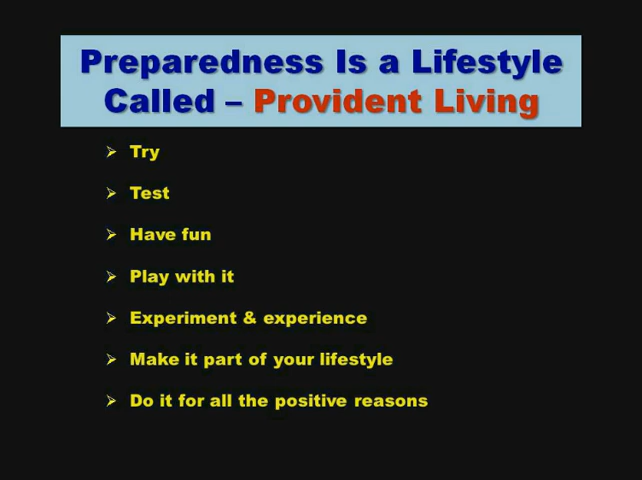 Preparedness Is a Lifestyle
Called – Provident Living
Try
Test
Have fun
Play with it
Experiment & experience
Make it part of your lifestyle
Do it for all the positive reasons